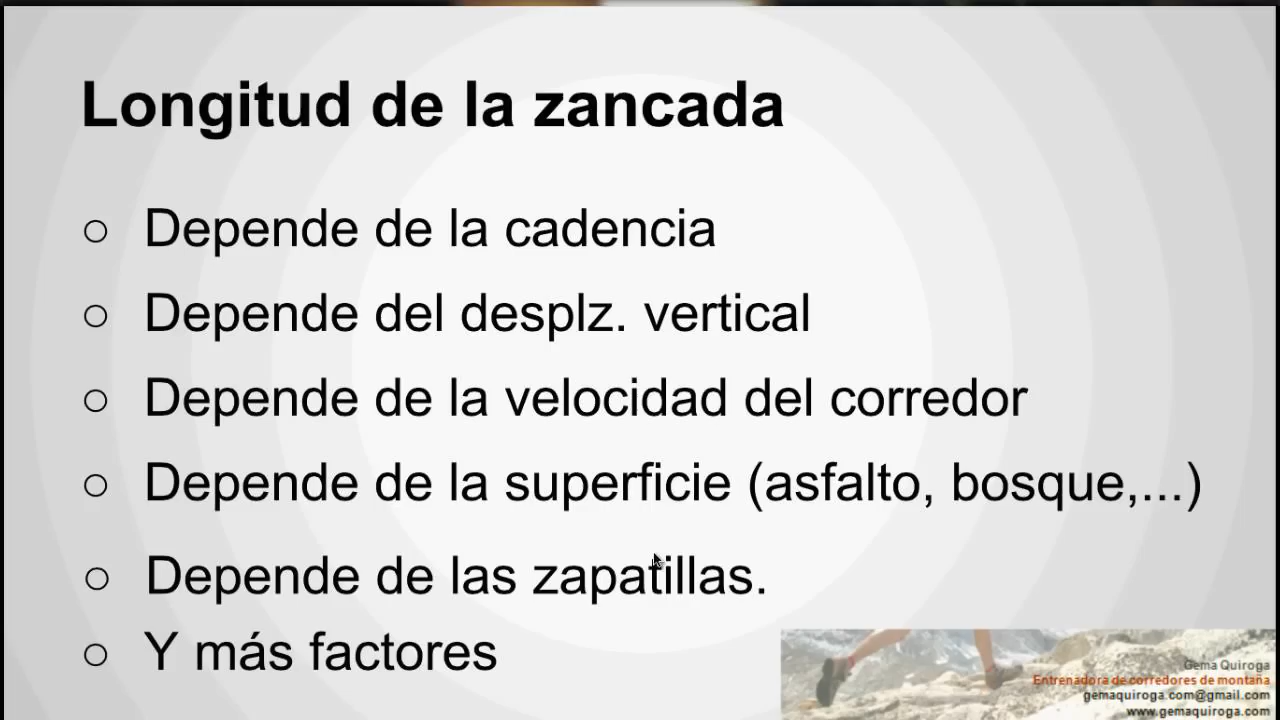 Longitud de la zancada
○ Depende de la cadencia
○ Depende del desplz. vertical
○ Depende de la velocidad del corredor
○ Depende de la superficie (asfalto, bosque,...)
○ Depende de las zapatillas.
○ Y más factores
Gema Quiroga
Entrenadora de corredores de montaña
gemaquiroga.com@gmail.com
www.gemaquiroga.com